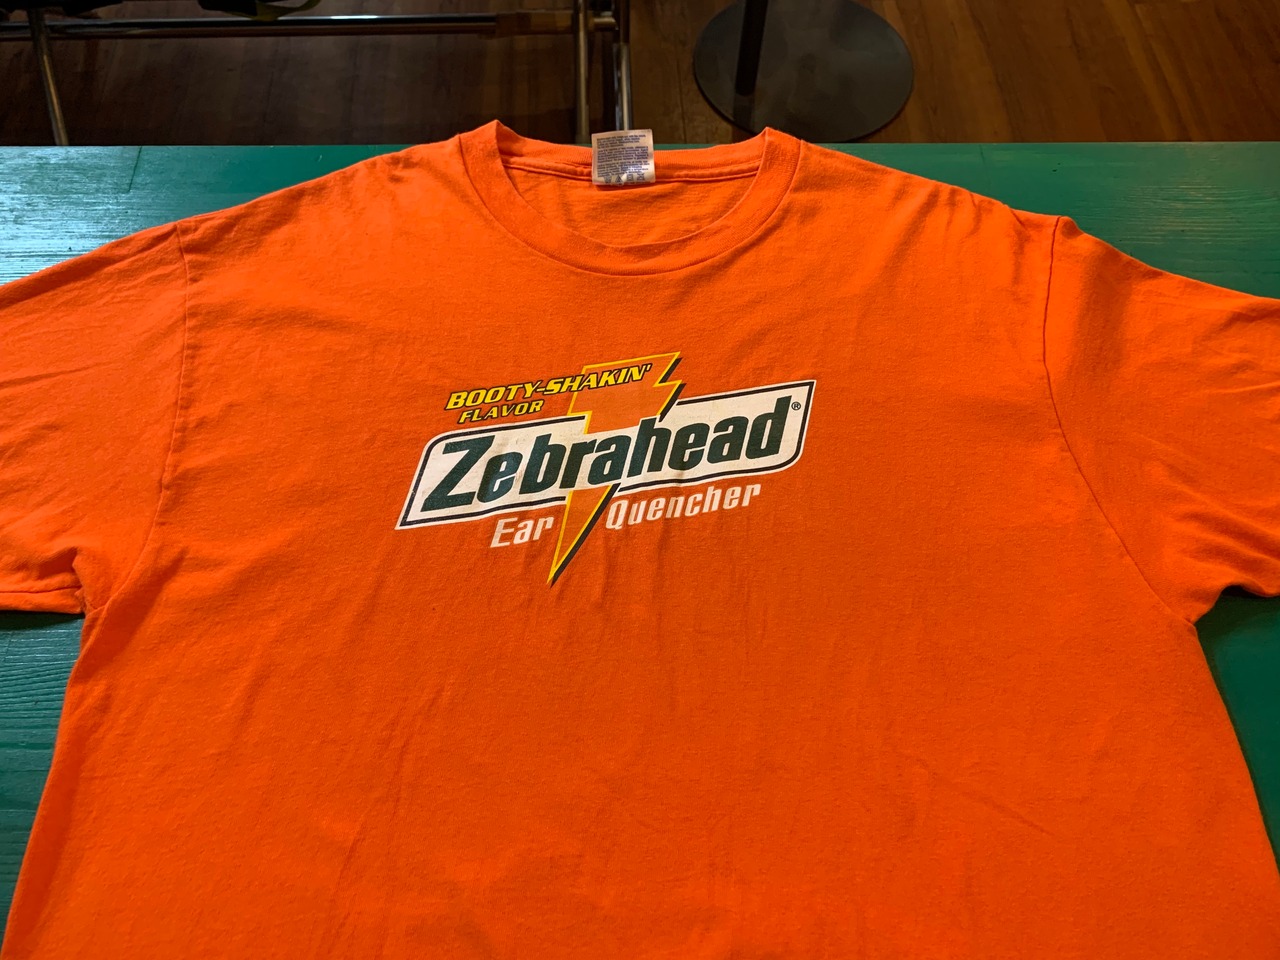 BOOTY-SHAKIN'
FLAVOR
Zebrahead®
Ear Quencher